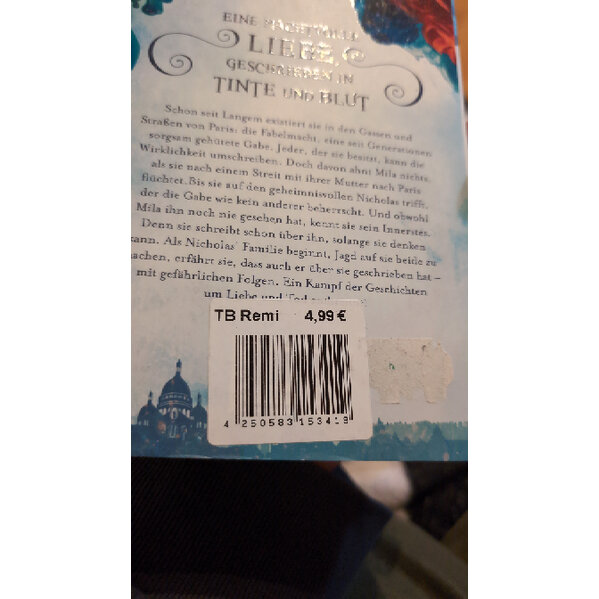 EINE MACHTVOLLE
LIEBE,
GESCHRIEBEN IN
TINTE UND BLUT
Schon seit Langem existiert sie in den Gassen und
Straßen von Paris: die Fabelmacht, eine seit Generationen
sorgsam gehütete Gabe. Jeder, der sie besitzt, kann die
Wirklichkeit umschreiben. Doch davon ahnt Mila nichts,
als sie nach einem Streit mit ihrer Mutter nach Paris
flüchtet. Bis sie auf den geheimnisvollen Nicholas trifft,
der die Gabe wie kein anderer beherrscht. Und obwohl
Mila ihn noch nie gesehen hat, kennt sie sein Innerstes.
Denn sie schreibt schon über ihn, solange sie denken
kann. Als Nicholas' Familie beginnt, Jagd auf sie beide zu
machen, erfährt sie, dass auch er über sie geschrieben hat –
mit gefährlichen Folgen. Ein Kampf der Geschichten
um Liebe und Tod
TB Remi 4,99 €
4 250583 153419